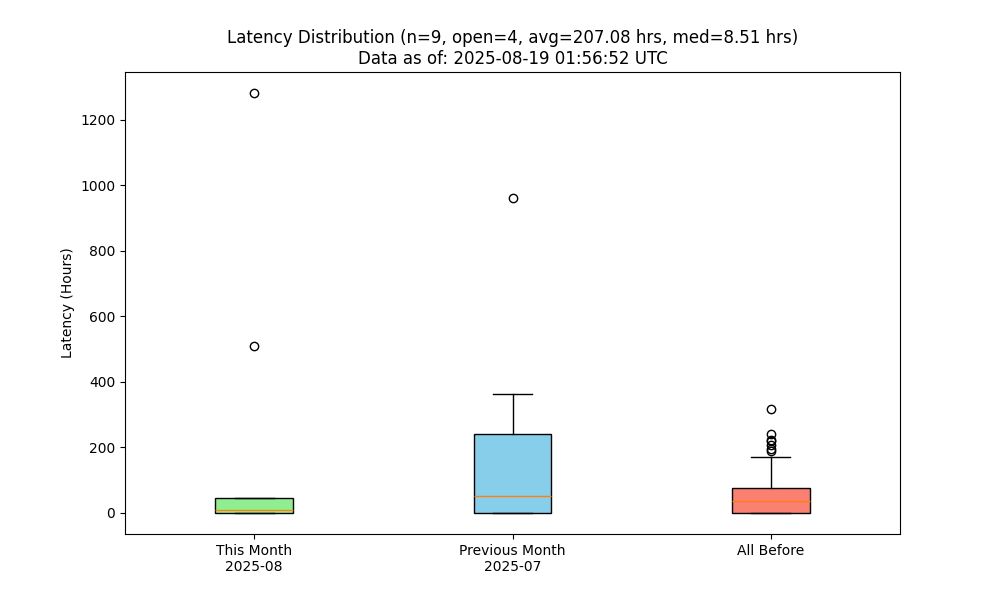 Latency Distribution (n=9, open=4, avg=207.08 hrs, med=8.51 hrs)
Data as of: 2025-08-19 01:56:52 UTC
1200
1000
800
600
400
200
0
Latency (Hours)
This Month
2025-08
Previous Month
2025-07
All Before